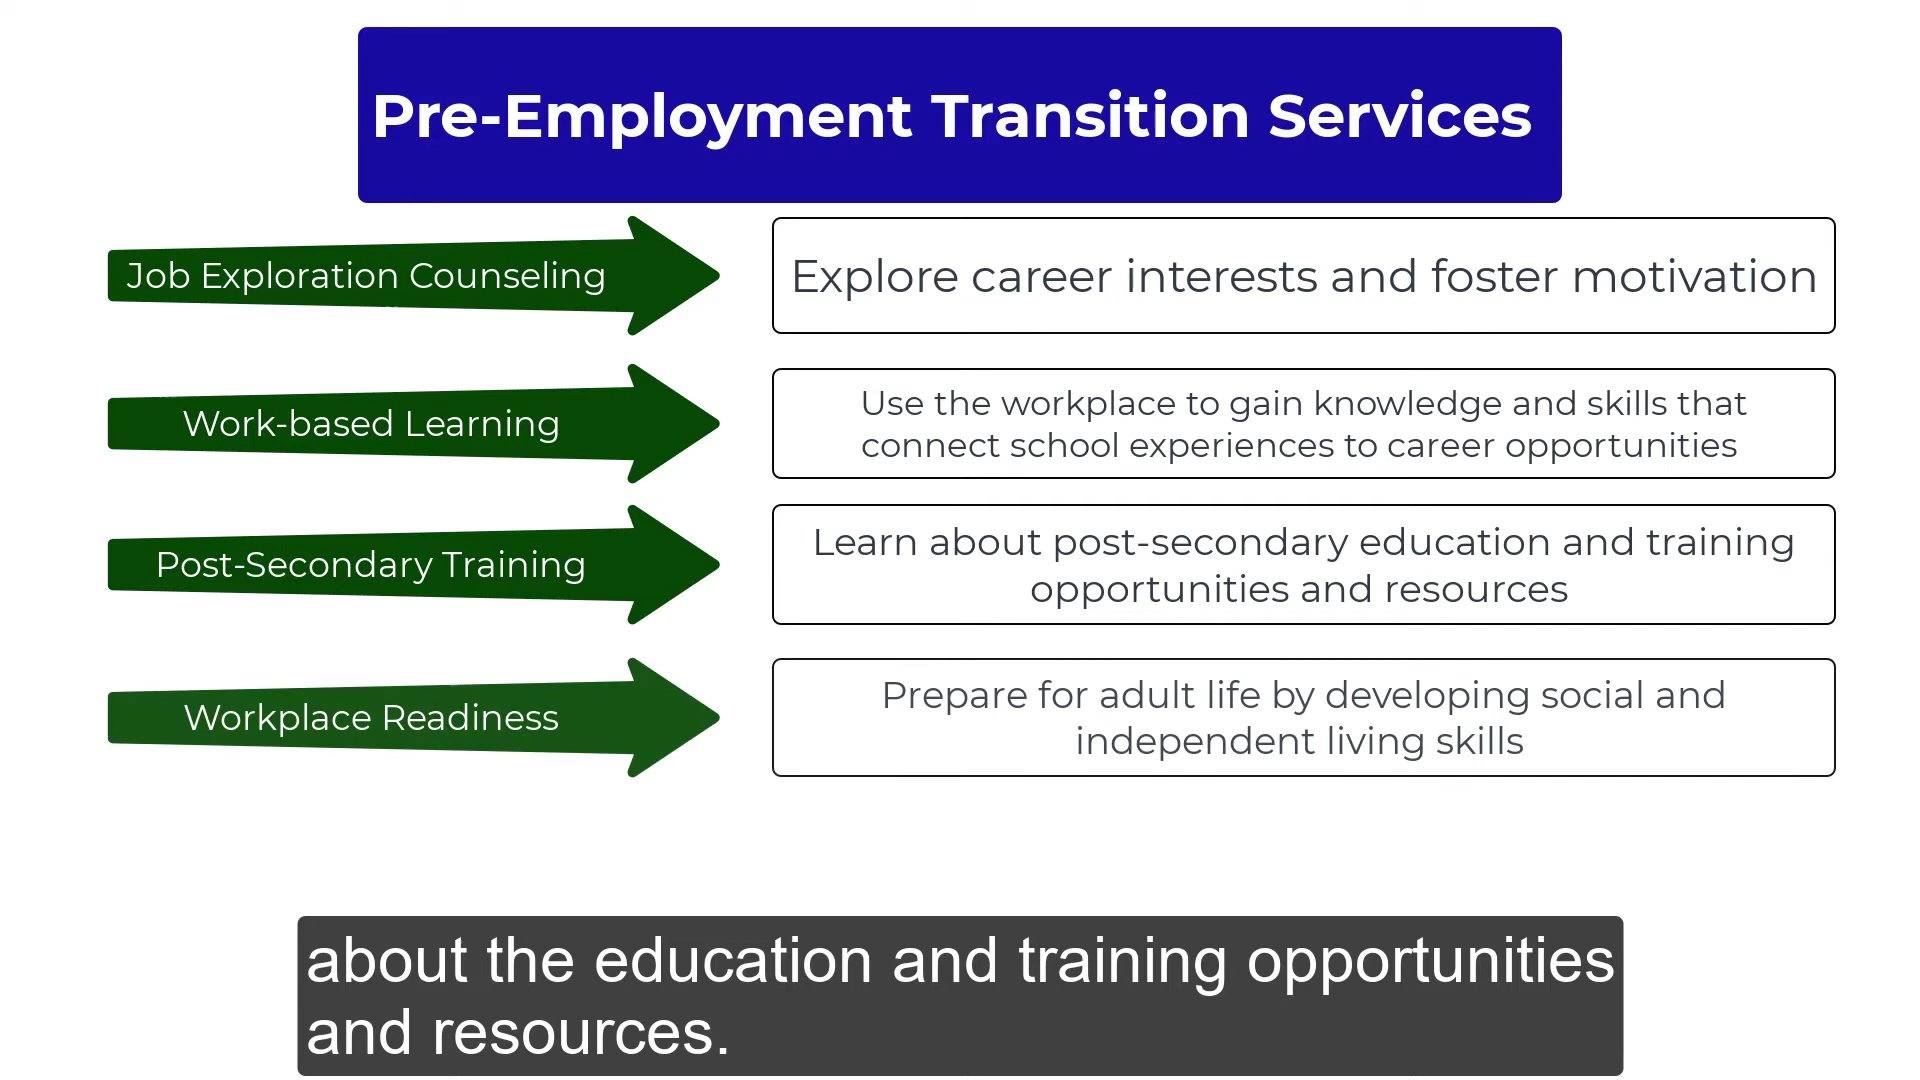 Pre-Employment Transition Services
Job Exploration Counseling
Explore career interests and foster motivation
Work-based Learning
Use the workplace to gain knowledge and skills that
connect school experiences to career opportunities
Post-Secondary Training
Learn about post-secondary education and training
opportunities and resources
Workplace Readiness
Prepare for adult life by developing social and
independent living skills
about the education and training opportunities
and resources.